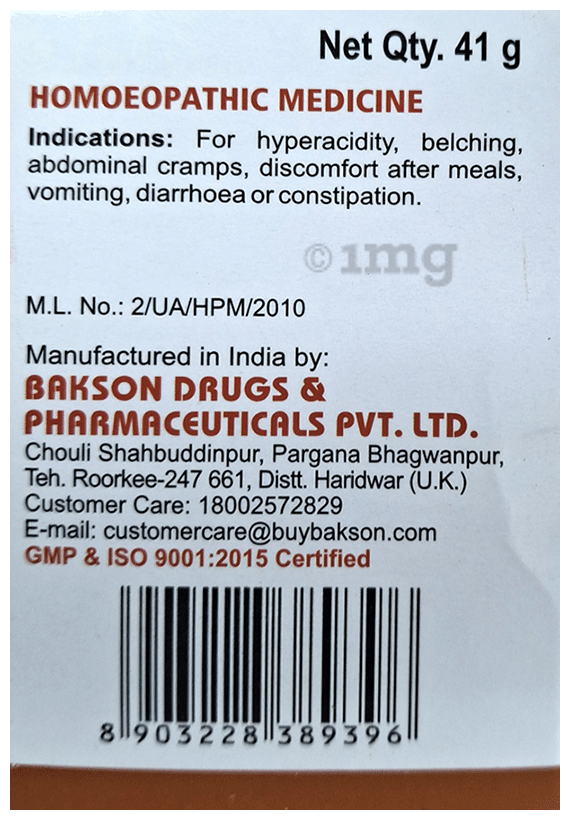 Net Qty. 41 g
HOMOEOPATHIC MEDICINE
Indications: For hyperacidity, belching,
abdominal cramps, discomfort after meals,
vomiting, diarrhoea or constipation.
© 1mg
M.L. No.: 2/UA/HPM/2010
Manufactured in India by:
BAKSON DRUGS &
PHARMACEUTICALS PVT. LTD.
Chouli Shahbuddinpur, Pargana Bhagwanpur,
Teh. Roorkee-247 661, Distt. Haridwar (U.K.)
Customer Care: 18002572829
E-mail: customercare@buybakson.com
GMP & ISO 9001:2015 Certified
8 903228 389396